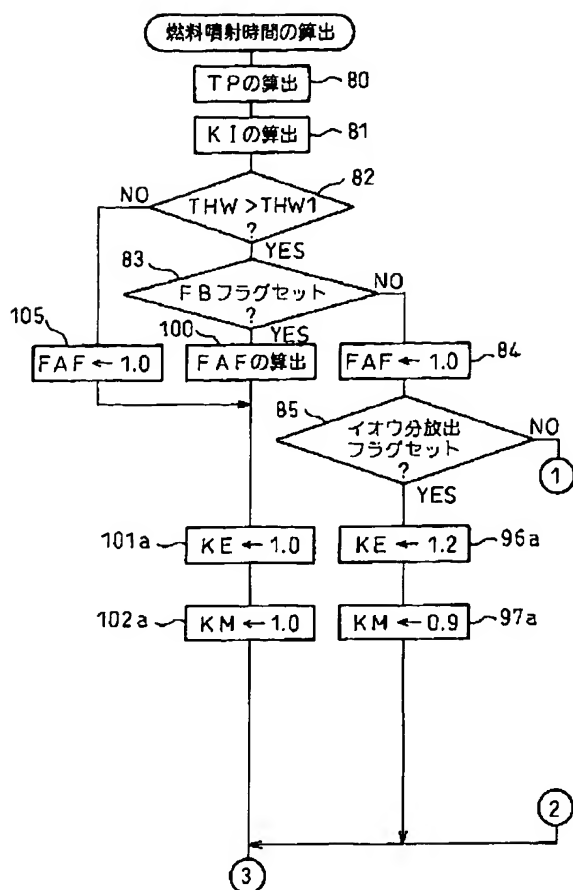 燃料噴射時間の算出
TPの算出
80
KIの算出
81
82
NO
THW>THW1
?
YES
83
FBフラグセット
?
NO
YES
105
FAF←1.0
100
FAFの算出
FAF←1.0
84
85
イオウ分放出
フラグセット
?
NO
①
YES
101a
KE←1.0
KE←1.2
96a
102a
KM←1.0
KM←0.9
97a
②
③